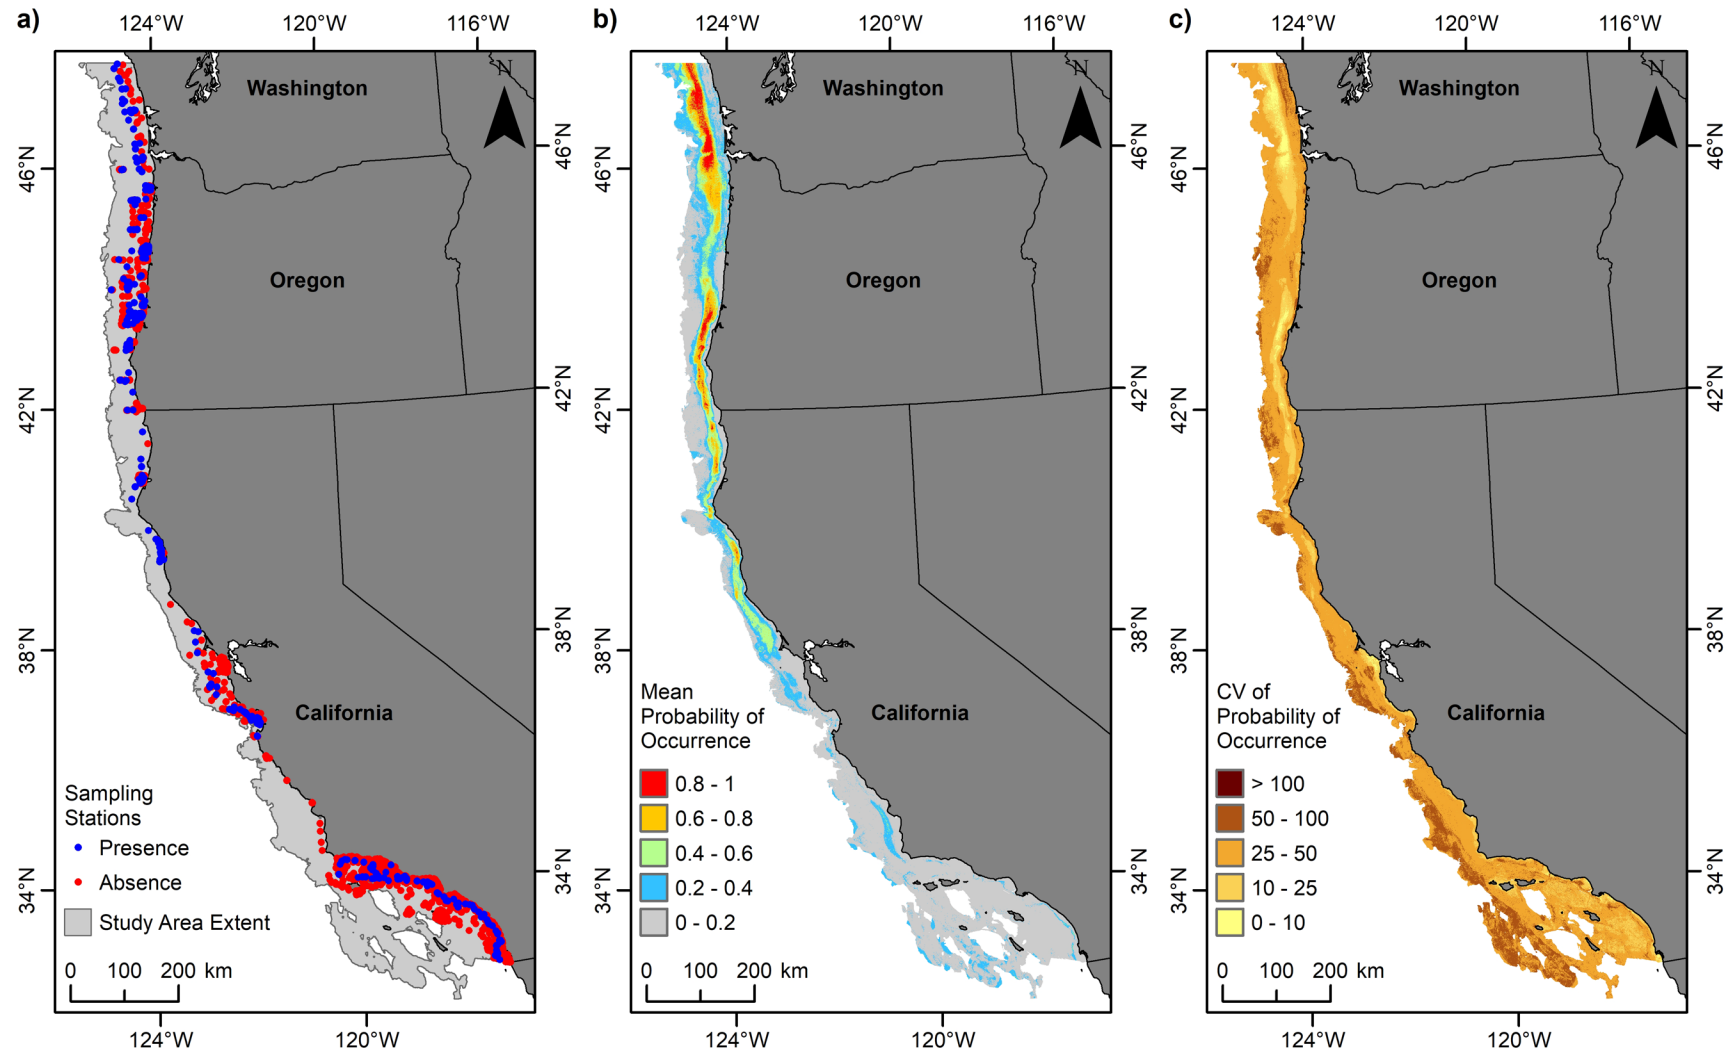 a)
124°W
120°W
116°W
N
Washington
46°N
46°N
Oregon
42°N
42°N
38°N
38°N
California
Sampling
Stations
Presence
Absence
Study Area Extent
34°N
34°N
0 100 200 km
124°W
120°W
b)
124°W
120°W
116°W
N
Washington
46°N
46°N
Oregon
42°N
42°N
38°N
38°N
California
Mean
Probability of
Occurrence
0.8 - 1
0.6 - 0.8
0.4 - 0.6
0.2 - 0.4
0 - 0.2
34°N
34°N
0 100 200 km
124°W
120°W
c)
124°W
120°W
116°W
N
Washington
46°N
46°N
Oregon
42°N
42°N
38°N
38°N
California
CV of
Probability of
Occurrence
> 100
50 - 100
25 - 50
10 - 25
0 - 10
34°N
34°N
0 100 200 km
124°W
120°W